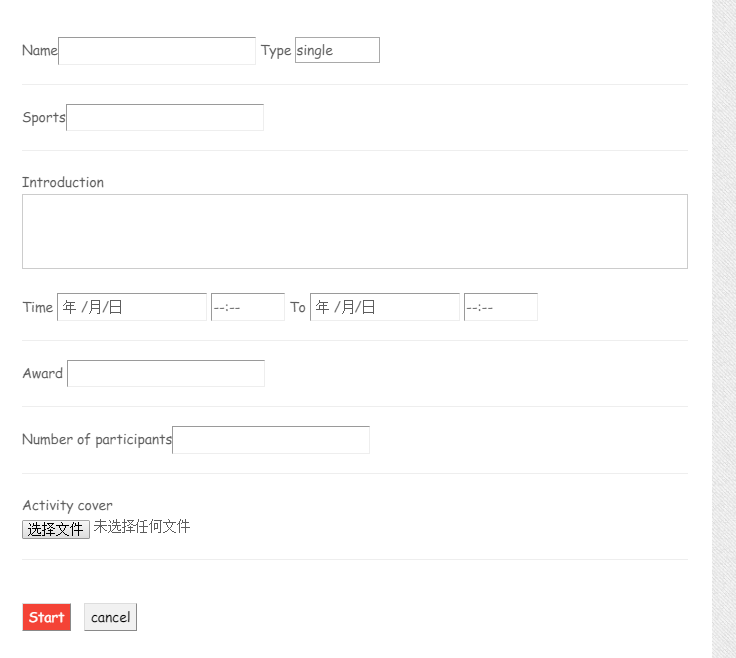 Name Type single
Sports
Introduction
Time 年 /月/日 --:-- To 年 /月/日 --:--
Award
Number of participants
Activity cover
选择文件 未选择任何文件
Start cancel